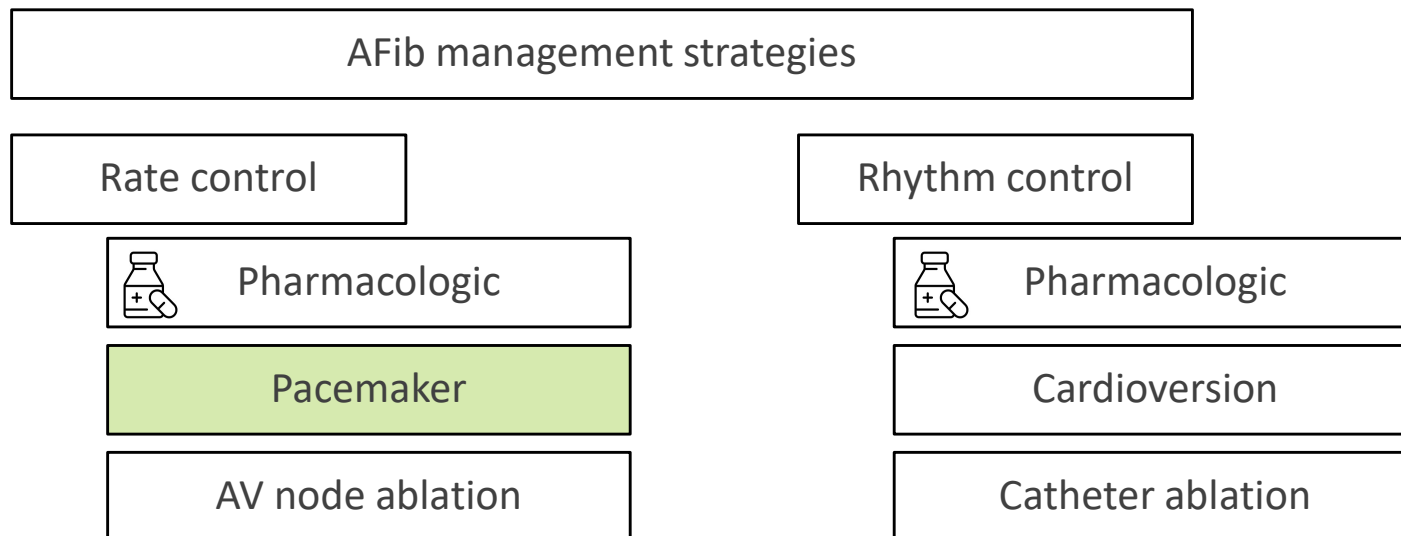 AFib management strategies
Rate control
Pharmacologic
Pacemaker
AV node ablation
Rhythm control
Pharmacologic
Cardioversion
Catheter ablation